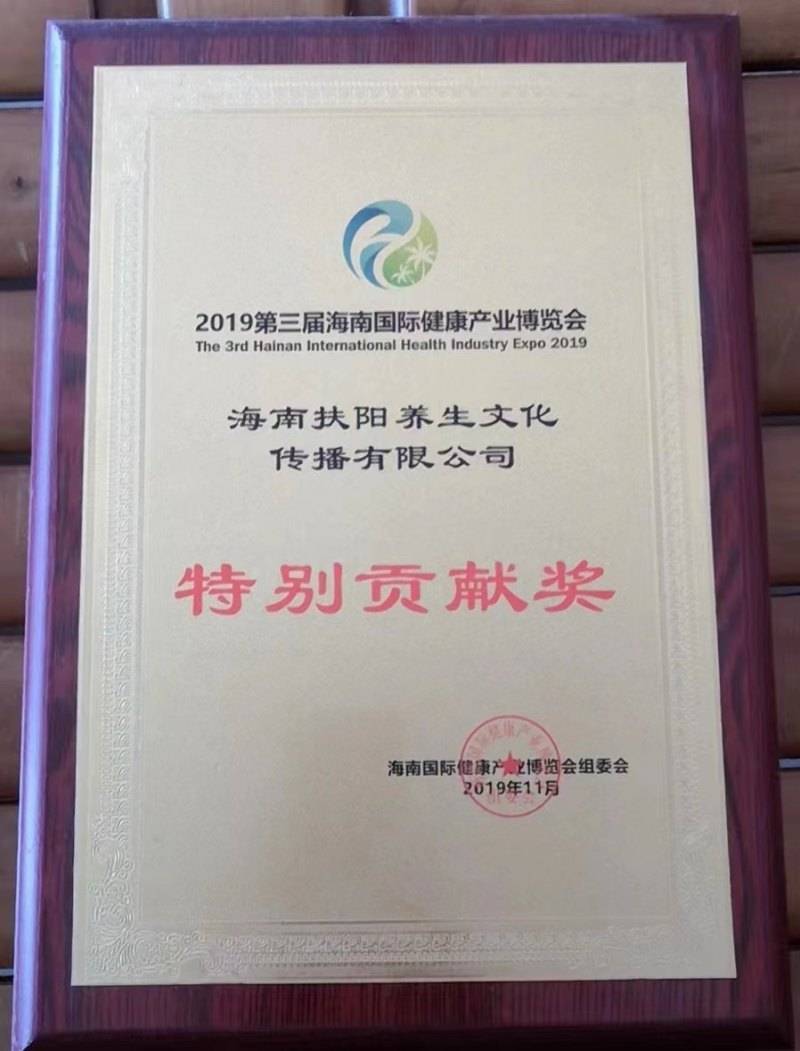 2019第三届海南国际健康产业博览会
The 3rd Hainan International Health Industry Expo 2019
海南扶阳养生文化
传播有限公司
特别贡献奖
海南国际健康产业博览会组委会
2019年11月